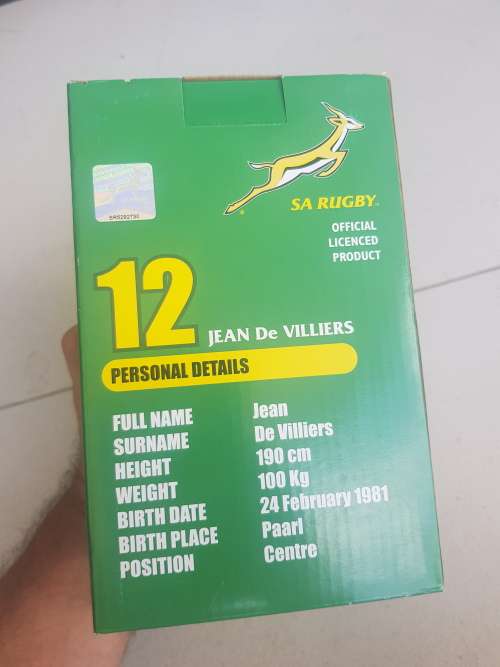 SA RUGBY
OFFICIAL
LICENCED
PRODUCT
12
JEAN De VILLIERS
PERSONAL DETAILS
FULL NAME Jean
SURNAME De Villiers
HEIGHT 190 cm
WEIGHT 100 Kg
BIRTH DATE 24 February 1981
BIRTH PLACE Paarl
POSITION Centre